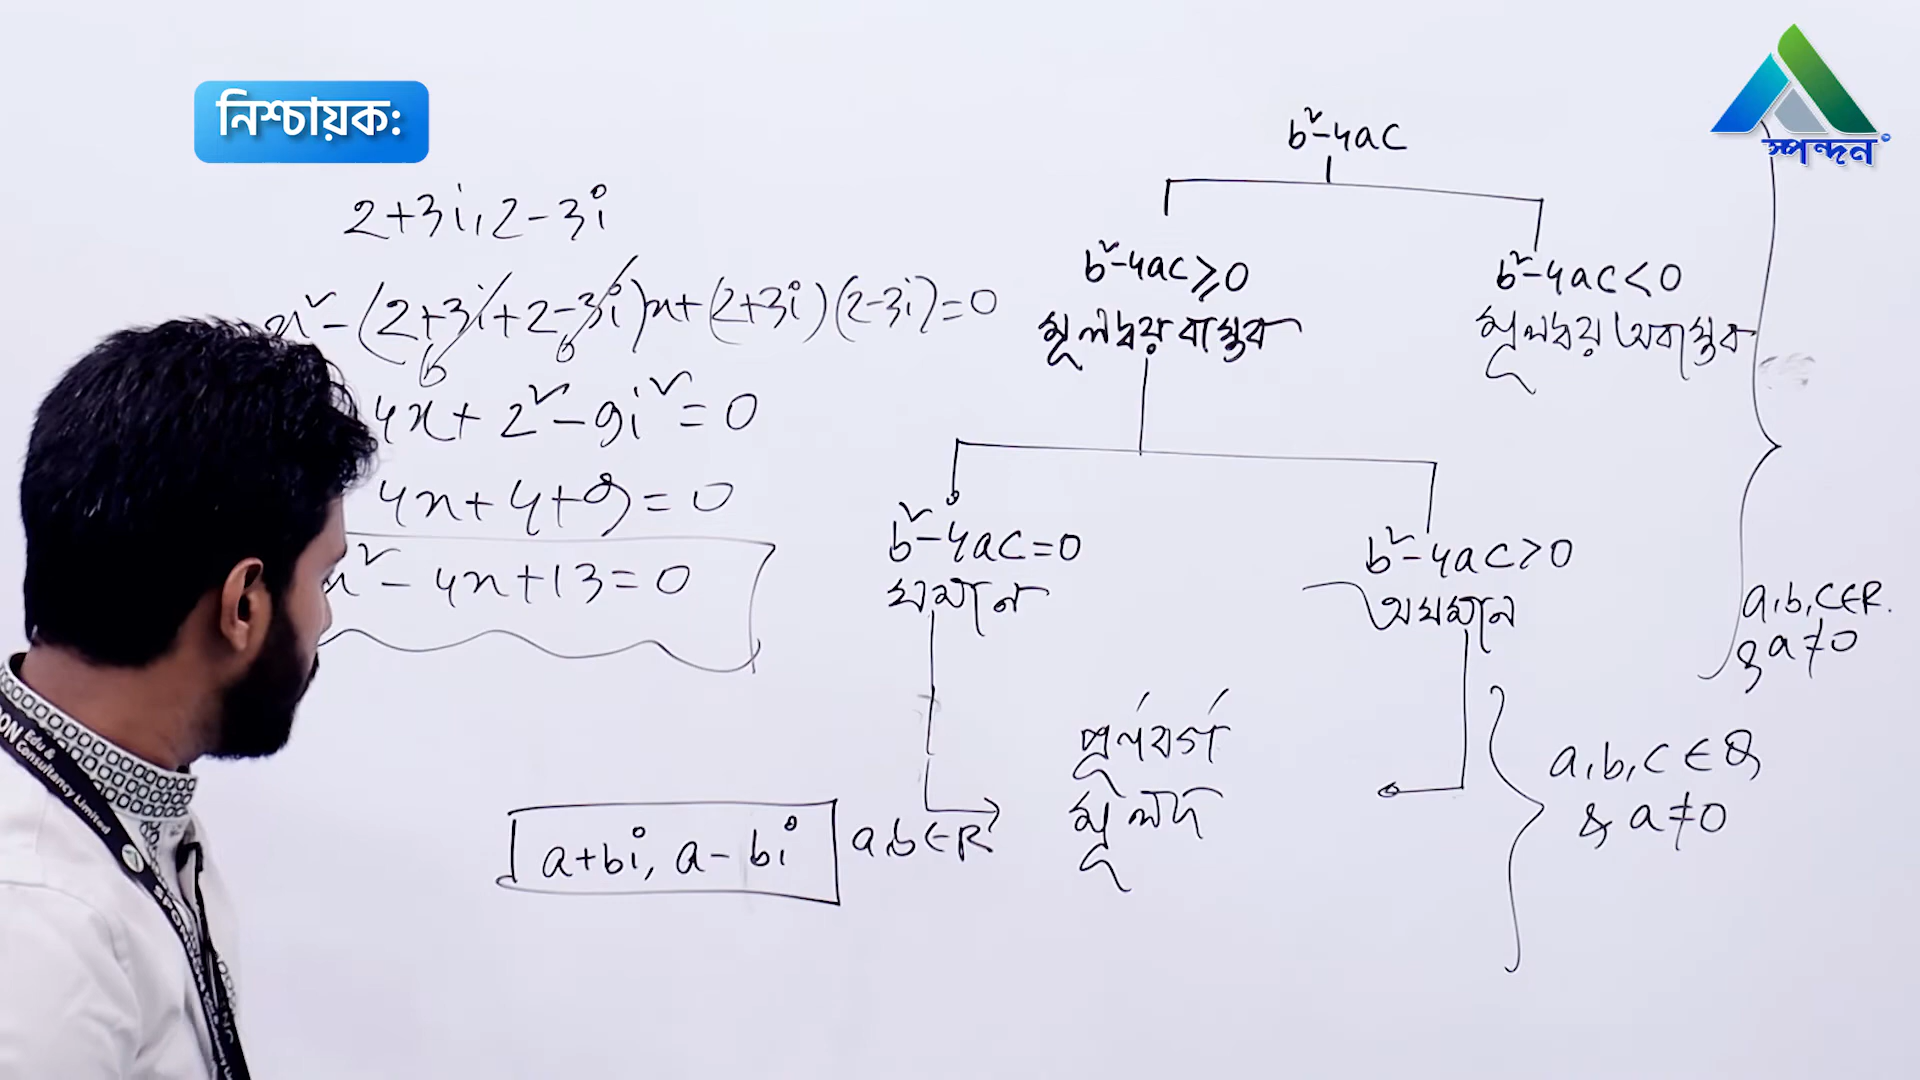 নিশ্চায়ক:
স্পন্দন
2+3i, 2-3i
x² - (2+3i+2-3i)x + (2+3i)(2-3i) = 0
4x + 2² - 9i² = 0
4x + 4 + 9 = 0
x² - 4x + 13 = 0
a+bi, a-bi
a,b ∈ R
b²-4ac
b²-4ac ≥ 0
মূলদ্বয় বাস্তব
b²-4ac < 0
মূলদ্বয় অবাস্তব
b²-4ac = 0
সমান
b²-4ac > 0
অসমান
পূর্ণবর্গ
মূলদ
a,b,c ∈ R.
& a ≠ 0
a,b,c ∈ Q
& a ≠ 0
Edu &
Consultancy Limited